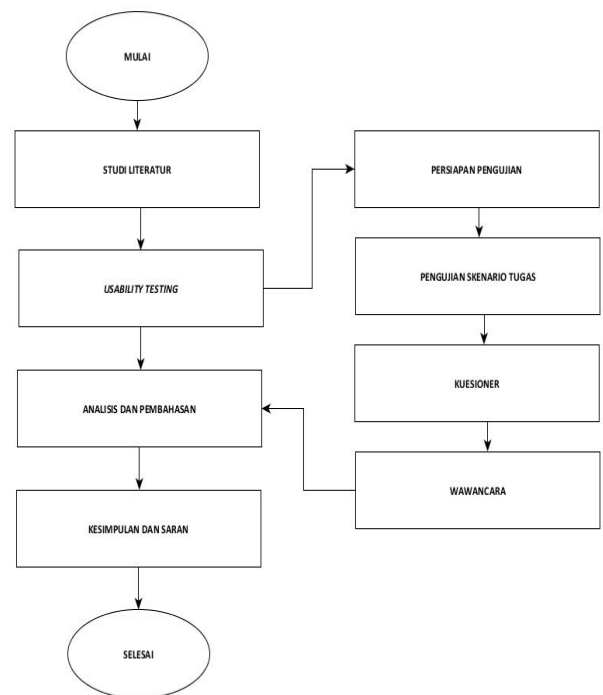 MULAI
STUDI LITERATUR
USABILITY TESTING
PERSIAPAN PENGUJIAN
PENGUJIAN SKENARIO TUGAS
KUESIONER
WAWANCARA
ANALISIS DAN PEMBAHASAN
KESIMPULAN DAN SARAN
SELESAI